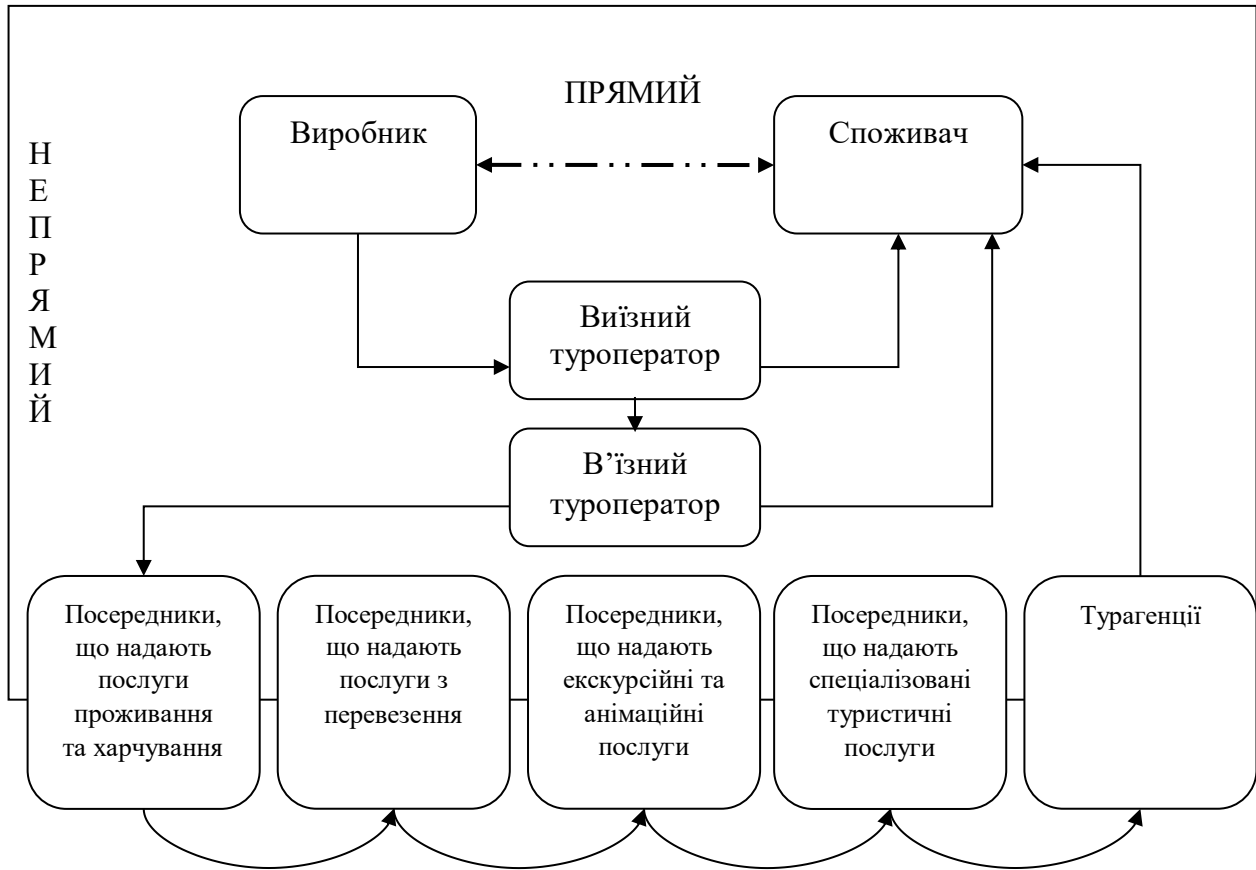 ПРЯМИЙ
Виробник
Споживач
Н
Е
П
Р
Я
М
И
Й
Виїзний
туроператор
В’їзний
туроператор
Посередники,
що надають
послуги
проживання
та харчування
Посередники,
що надають
послуги з
перевезення
Посередники,
що надають
екскурсійні та
анімаційні
послуги
Посередники,
що надають
спеціалізовані
туристичні
послуги
Турагенції